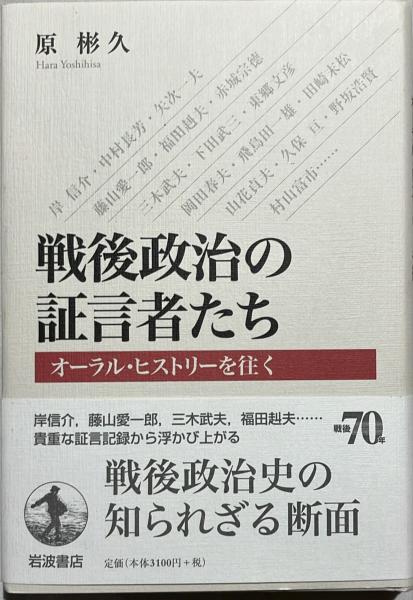 原 彬久
Hara Yoshihisa
岸 信介・中村長芳・矢次一夫
藤山愛一郎・福田赳夫・赤城宗徳
三木武夫・下田武三・東郷文彦
岡田春夫・飛鳥田一雄・田崎末松
山花貞夫・久保 亘・野坂浩賢
村山富市……
戦後政治の
証言者たち
オーラル・ヒストリーを往く
岸信介，藤山愛一郎，三木武夫，福田赳夫……
貴重な証言記録から浮かび上がる
戦後70年
戦後政治史の
知られざる断面
岩波書店
定価（本体3100円＋税）